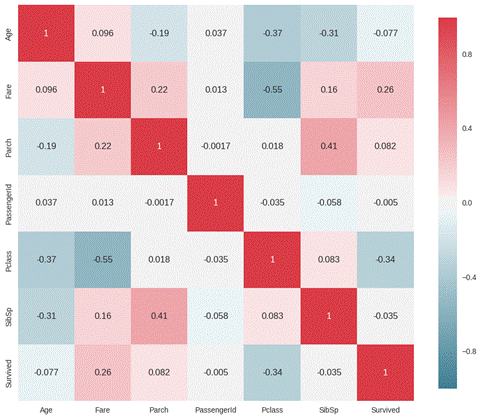 Age 1 0.096 -0.19 0.037 -0.37 -0.31 -0.077
Fare 0.096 1 0.22 0.013 -0.55 0.16 0.26
Parch -0.19 0.22 1 -0.0017 0.018 0.41 0.082
PassengerId 0.037 0.013 -0.0017 1 -0.035 -0.058 -0.005
Pclass -0.37 -0.55 0.018 -0.035 1 0.083 -0.34
SibSp -0.31 0.16 0.41 -0.058 0.083 1 -0.035
Survived -0.077 0.26 0.082 -0.005 -0.34 -0.035 1
Age Fare Parch PassengerId Pclass SibSp Survived
0.8
0.4
0.0
-0.4
-0.8